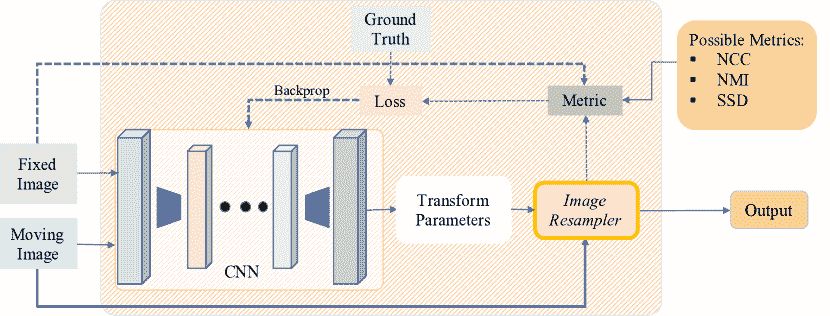 Ground
Truth
Possible Metrics:
NCC
NMI
SSD
Backprop
Loss
Metric
Fixed
Image
Moving
Image
CNN
Transform
Parameters
Image
Resampler
Output